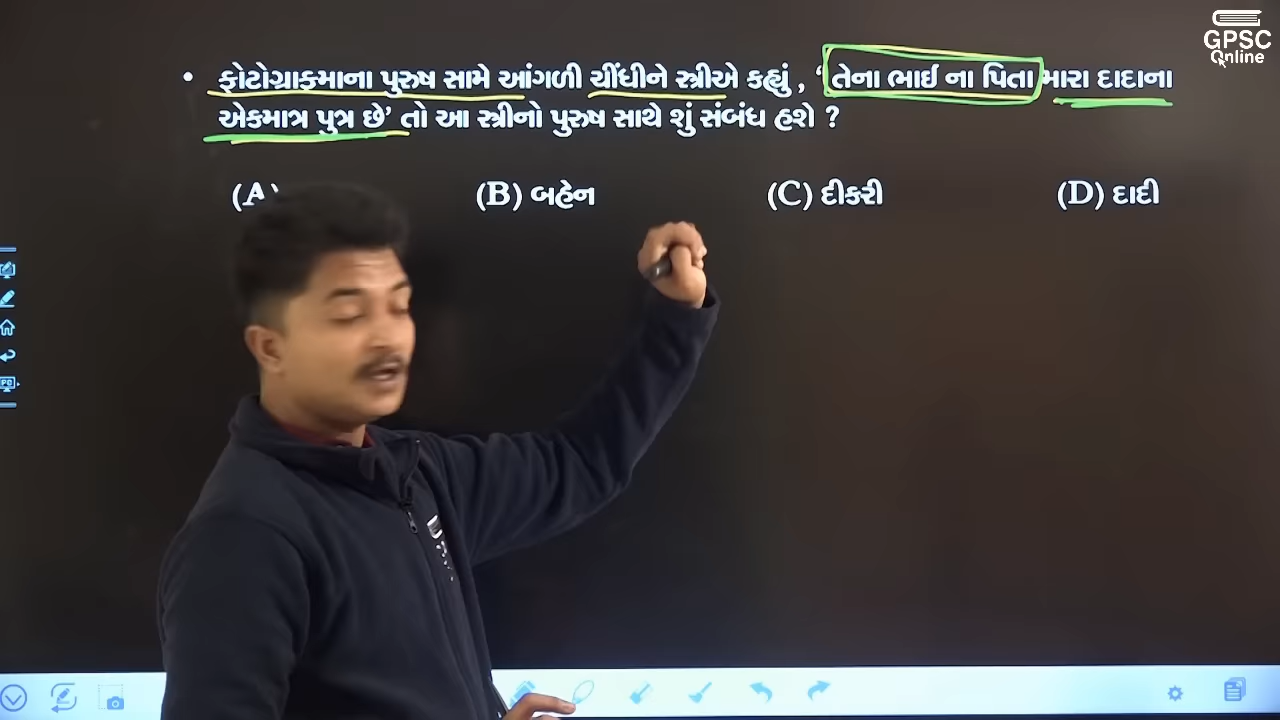 GPSC
Online
• ફોટોગ્રાફમાના પુરુષ સામે આંગળી ચીંધીને સ્ત્રીએ કહ્યું , ‘ તેના ભાઈ ના પિતા મારા દાદાના
એકમાત્ર પુત્ર છે’ તો આ સ્ત્રીનો પુરુષ સાથે શું સંબંધ હશે ?
(A) (B) બહેન (C) દીકરી (D) દાદી